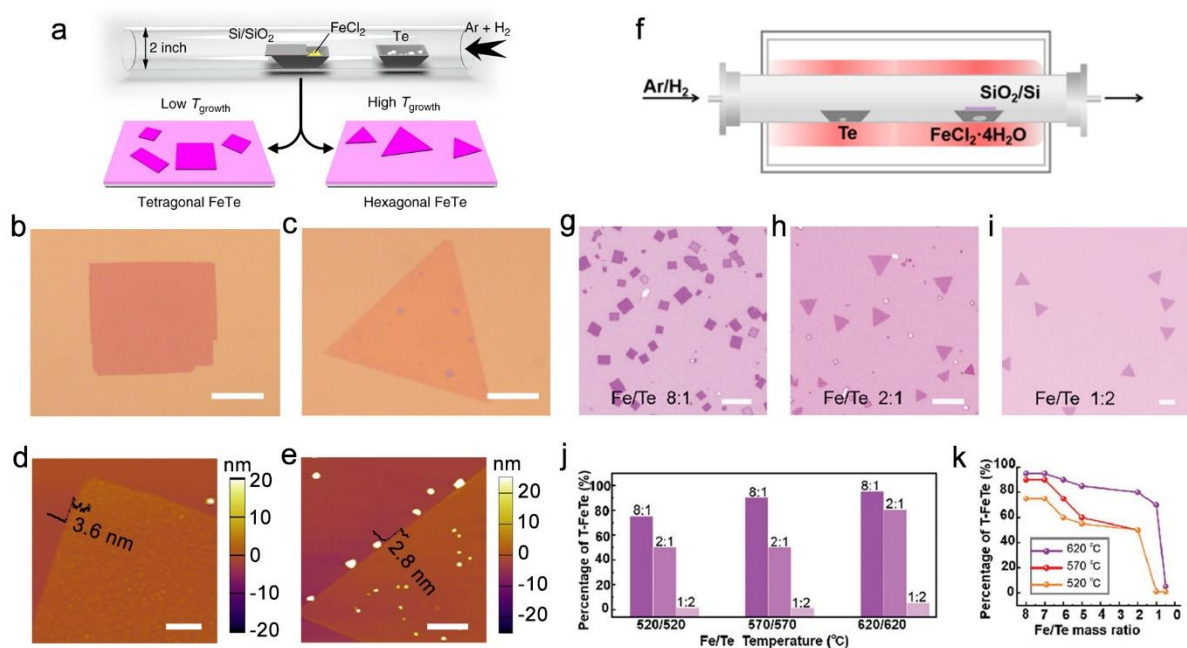 a
Si/SiO2
FeCl2
Te
Ar + H2
2 inch
Low Tgrowth
High Tgrowth
Tetragonal FeTe
Hexagonal FeTe
f
Ar/H2
SiO2/Si
Te
FeCl2·4H2O
b
c
g
Fe/Te 8:1
h
Fe/Te 2:1
i
Fe/Te 1:2
d
3.6 nm
nm
20
10
0
-10
-20
e
2.8 nm
nm
20
10
0
-10
-20
j
Percentage of T-FeTe (%)
80
60
40
20
0
8:1
2:1
1:2
8:1
2:1
1:2
8:1
2:1
1:2
520/520
570/570
620/620
Fe/Te Temperature (°C)
k
Percentage of T-FeTe (%)
80
60
40
20
0
620 °C
570 °C
520 °C
8 7 6 5 4 3 2 1 0
Fe/Te mass ratio